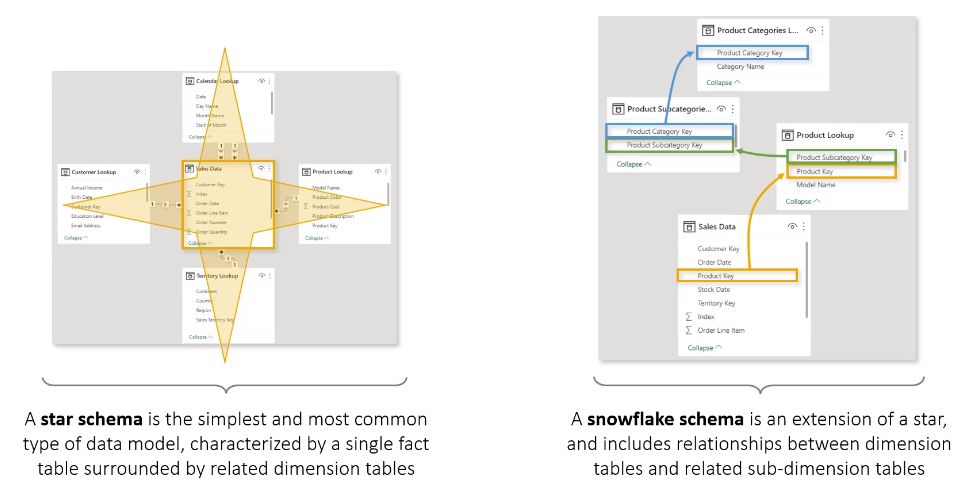 Calendar Lookup
Date
Day Name
Month Name
Start of Month
Collapse
Customer Lookup
Annual Income
Birth Date
Customer Key
Education Level
Email Address
Collapse
Sales Data
Customer Key
Σ Index
Order Date
Σ Order Line Item
Order Number
Σ Order Quantity
Collapse
Product Lookup
Model Name
Product Color
Σ Product Cost
Product Description
Product Key
Collapse
1 1
* *
1
*
*
1
*
1
Territory Lookup
Continent
Country
Region
Sales Territory Key
Collapse
A star schema is the simplest and most common
type of data model, characterized by a single fact
table surrounded by related dimension tables
Product Categories L...
Product Category Key
Category Name
Collapse
Product Subcategorie...
Product Category Key
Product Subcategory Key
Collapse
Product Lookup
Product Subcategory Key
Product Key
Model Name
Collapse
Sales Data
Customer Key
Order Date
Product Key
Stock Date
Territory Key
Σ Index
Σ Order Line Item
Collapse
A snowflake schema is an extension of a star,
and includes relationships between dimension
tables and related sub-dimension tables